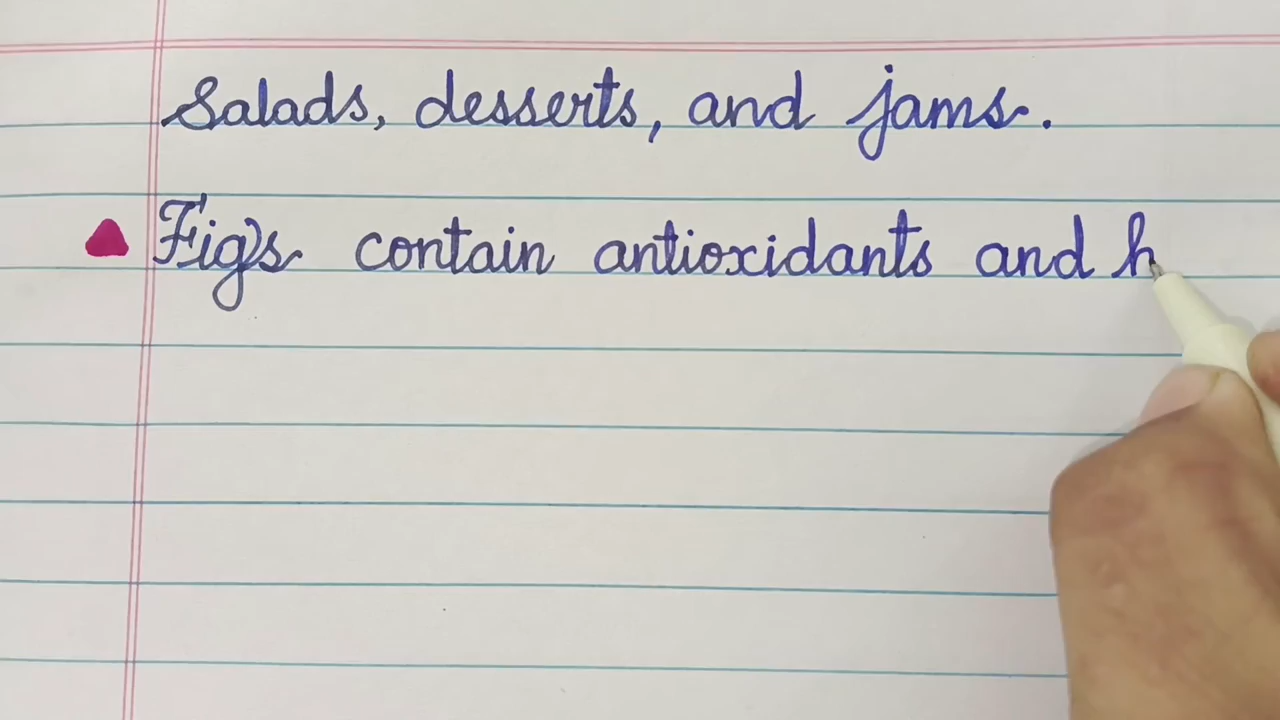 Salads, desserts, and jams.
Figs contain antioxidants and h